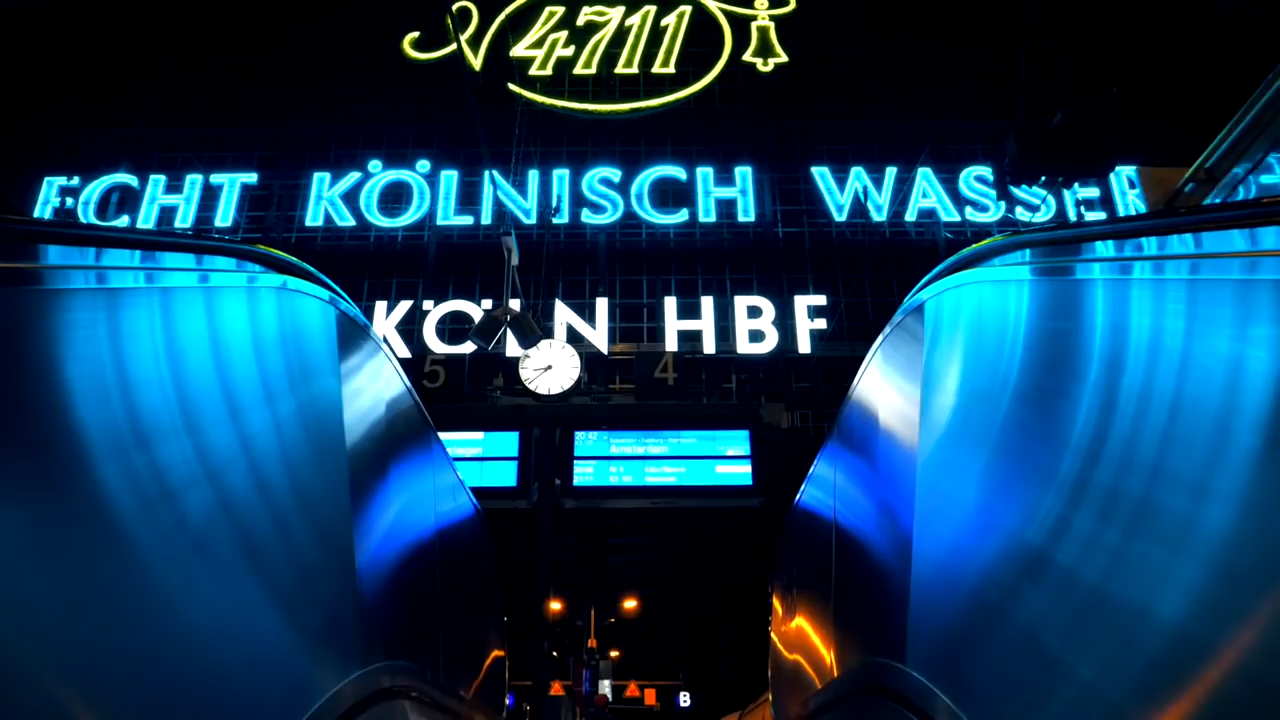 4711
ECHT KÖLNISCH WASSER
KÖLN HBF
5 4
20:42
Amsterdam
B